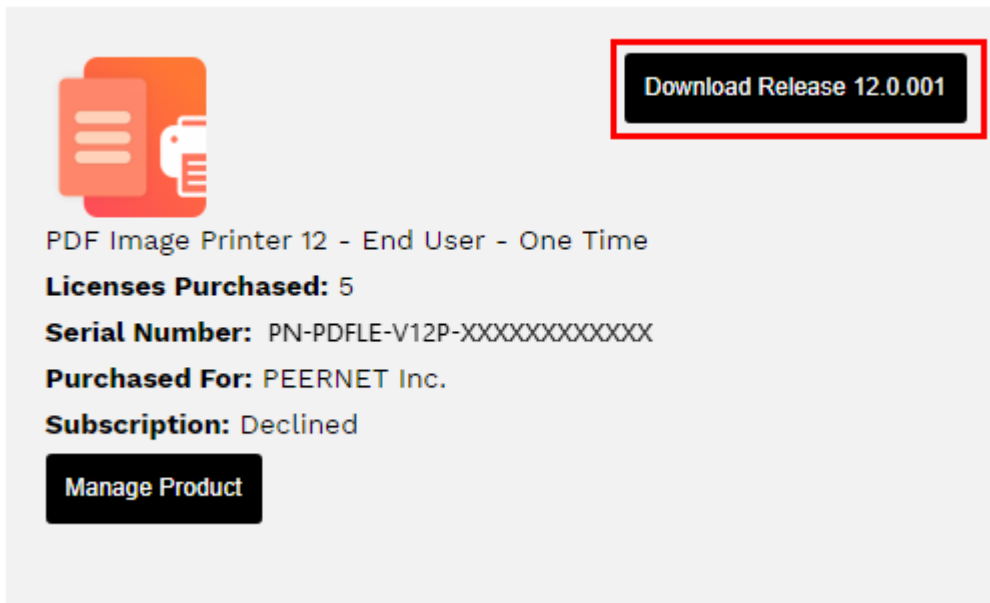 Download Release 12.0.001
PDF Image Printer 12 - End User - One Time
Licenses Purchased: 5
Serial Number: PN-PDFLE-V12P-XXXXXXXXXXXX
Purchased For: PEERNET Inc.
Subscription: Declined
Manage Product